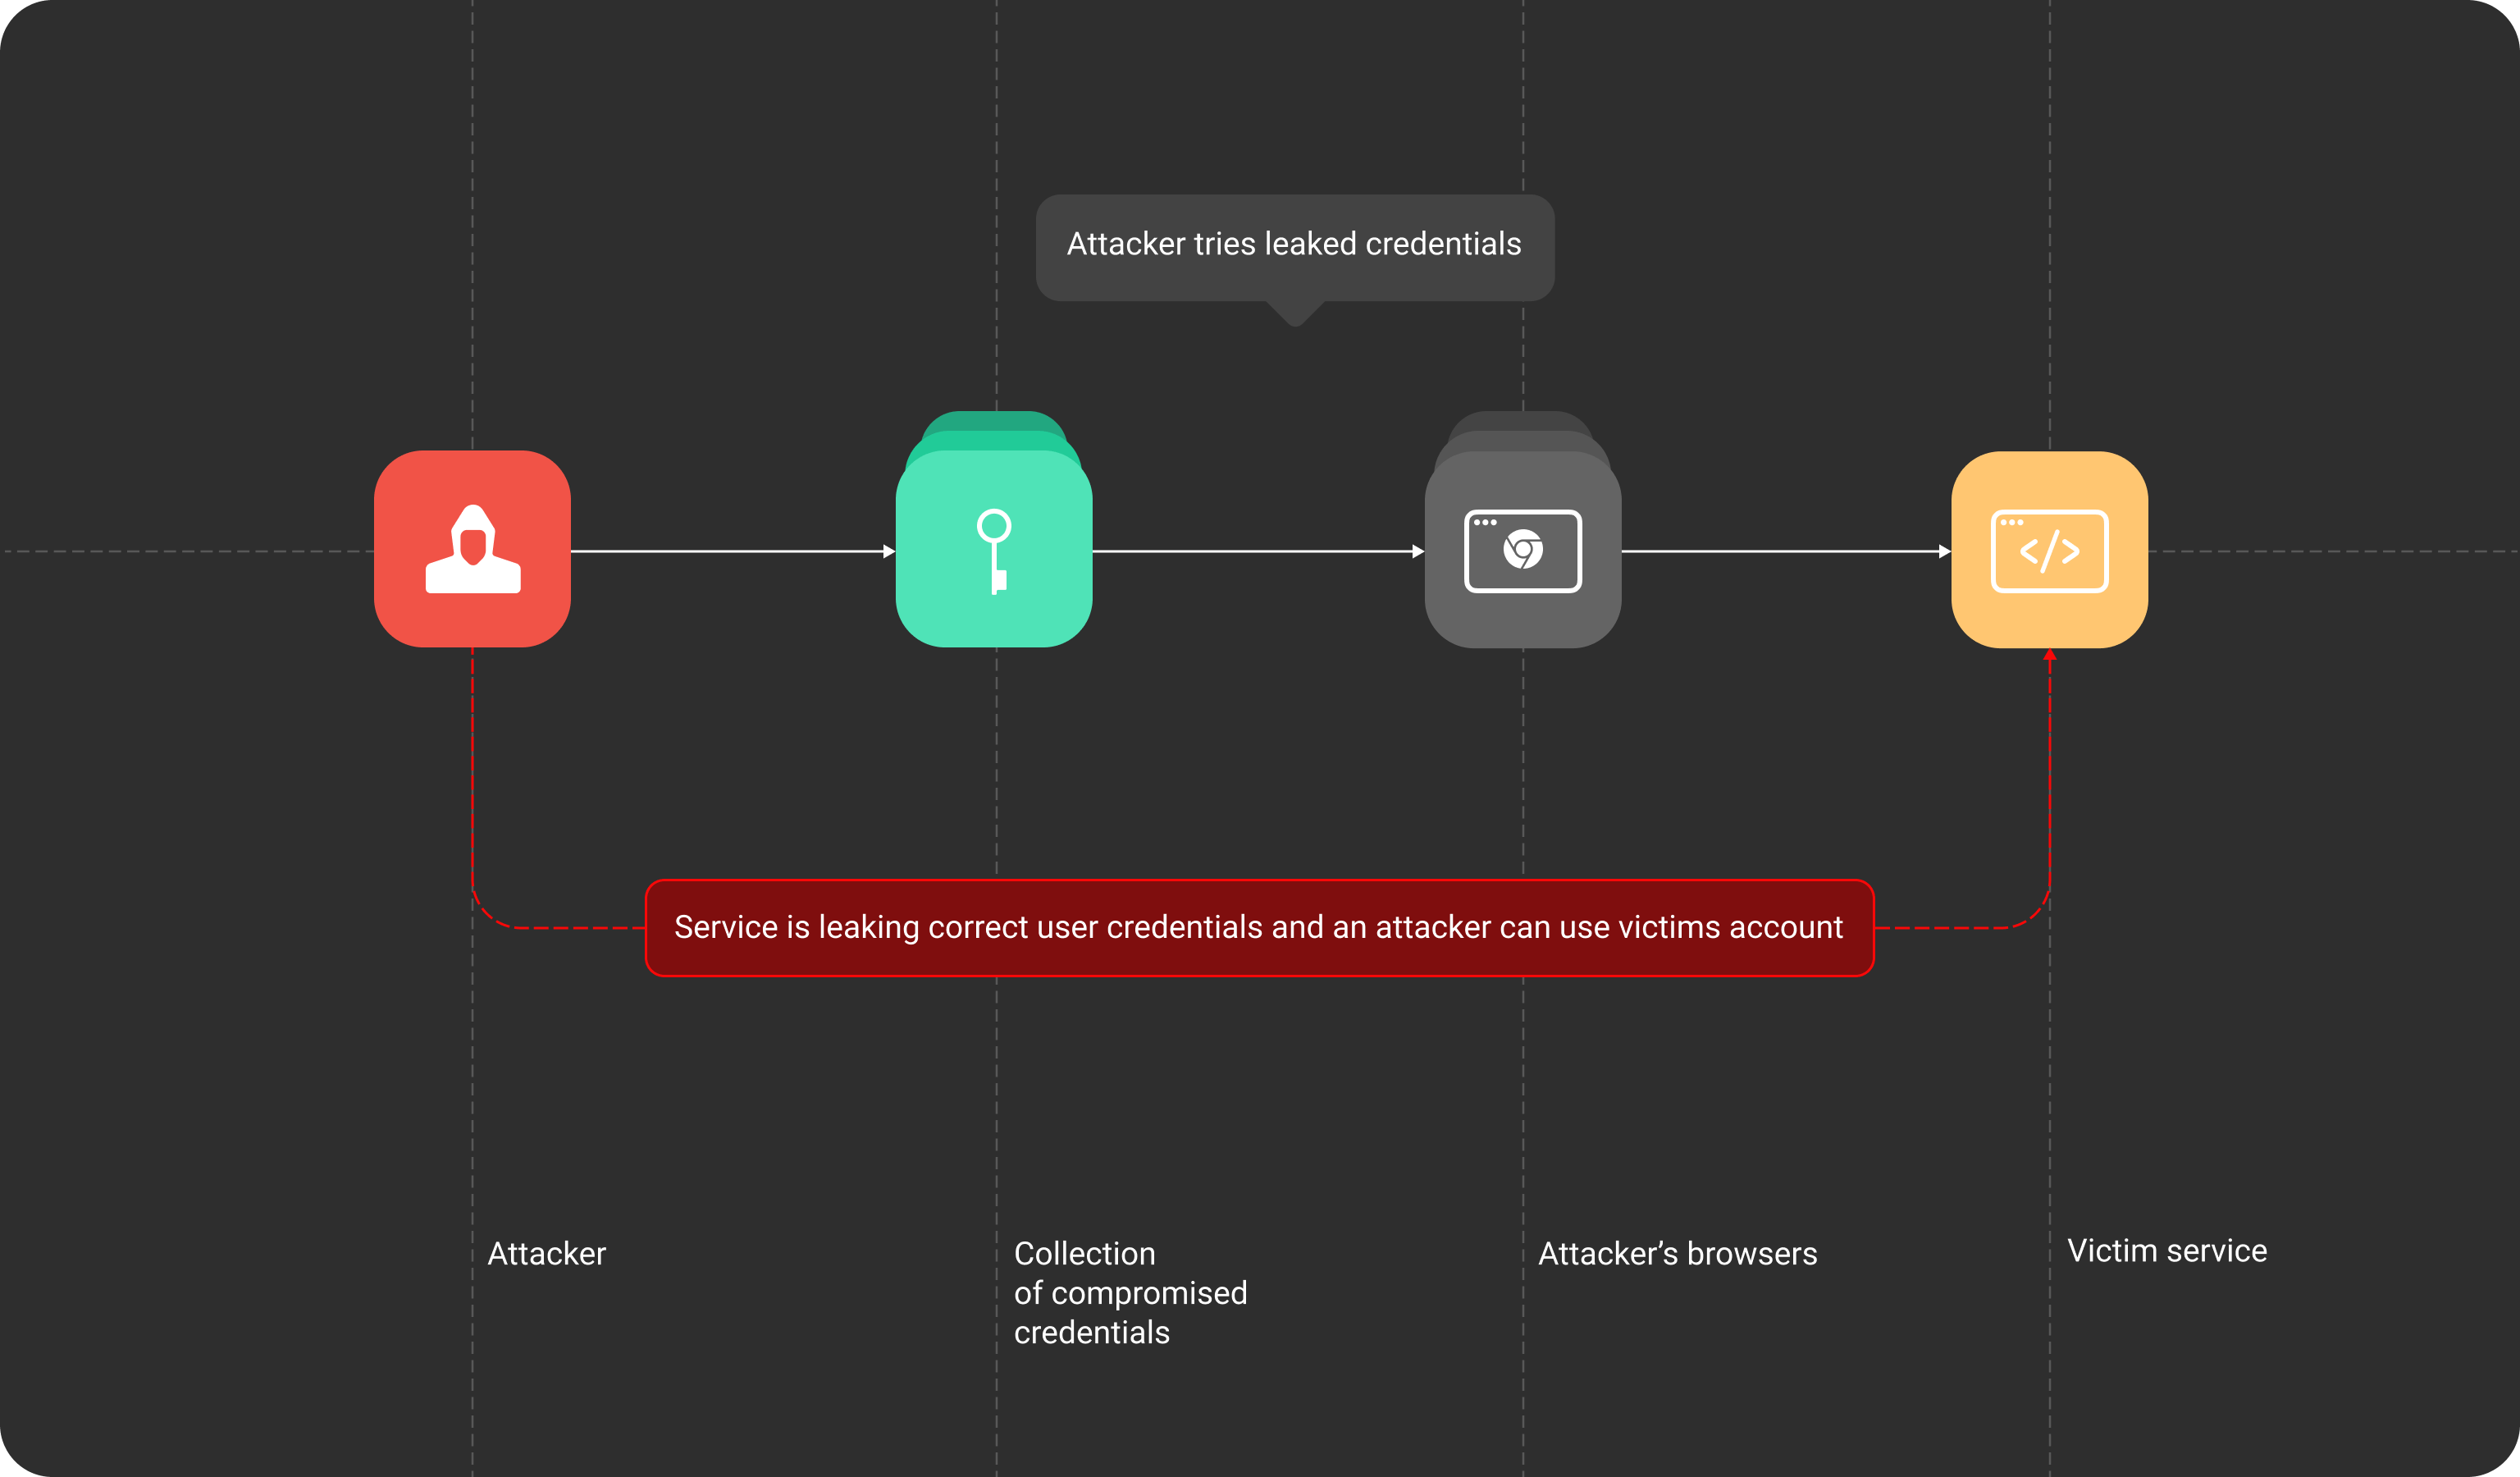 Attacker tries leaked credentials
Service is leaking correct user credentials and an attacker can use victims account
Attacker
Collection
of compromised
credentials
Attacker’s browsers
Victim service